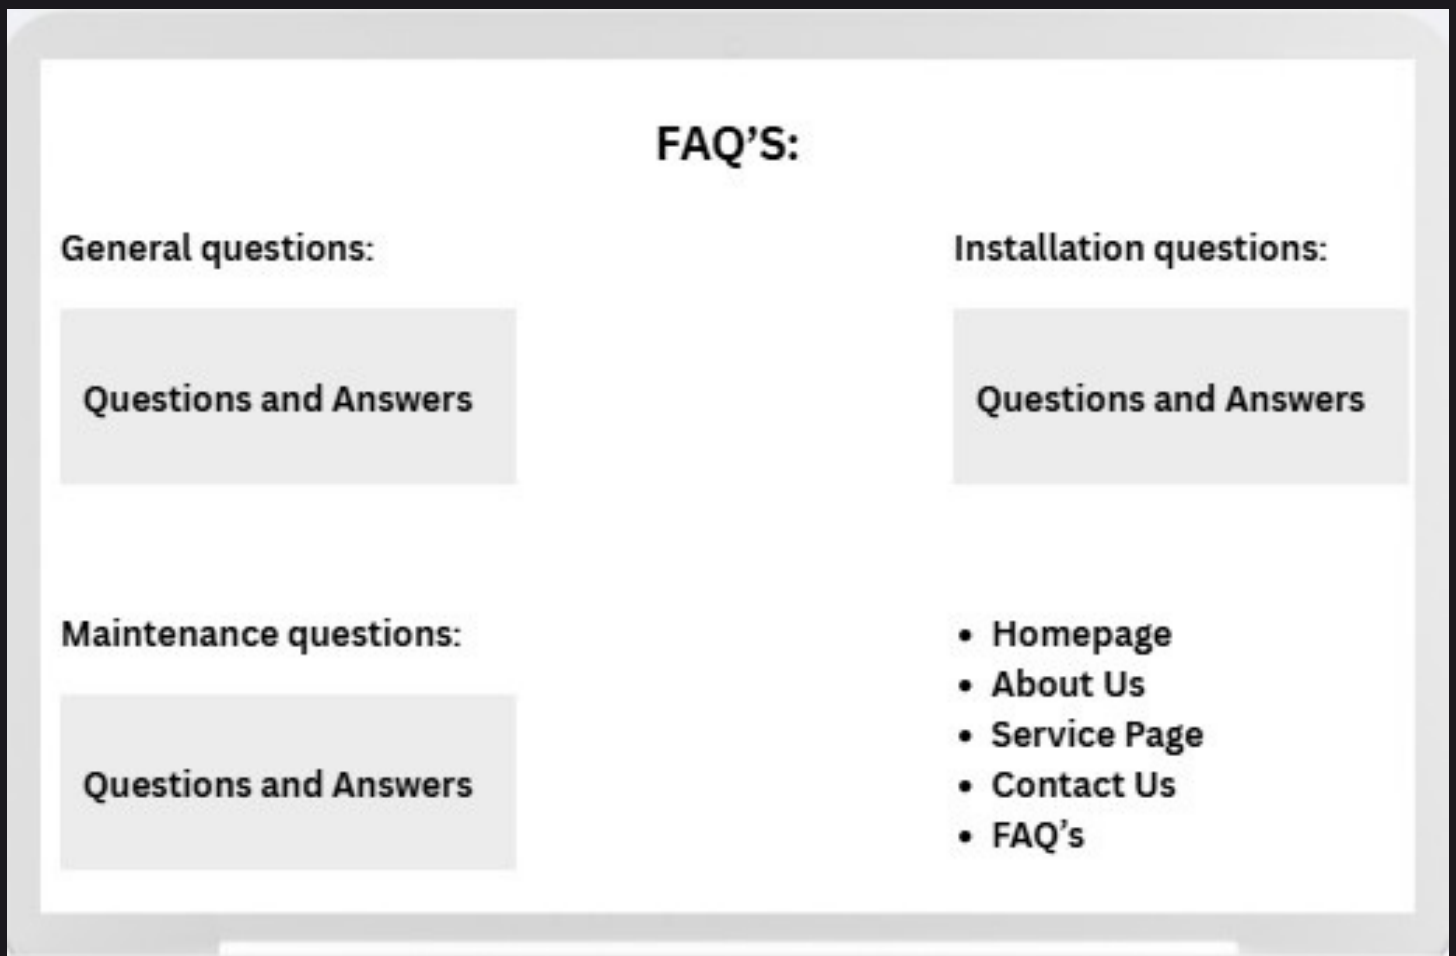 FAQ’S:
General questions:
Questions and Answers
Installation questions:
Questions and Answers
Maintenance questions:
Questions and Answers
• Homepage
• About Us
• Service Page
• Contact Us
• FAQ’s